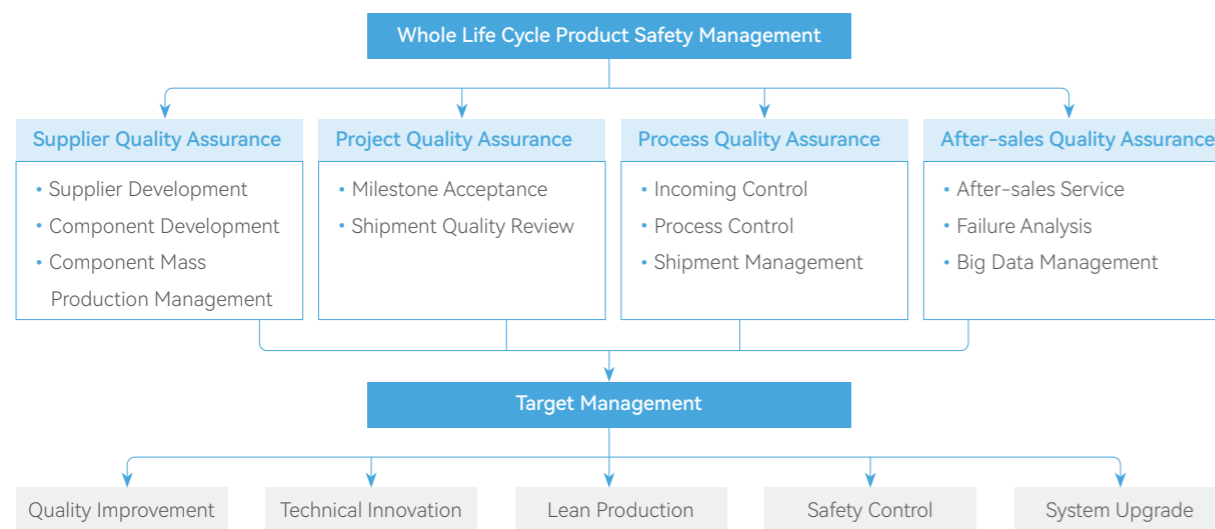 Whole Life Cycle Product Safety Management
Supplier Quality Assurance
• Supplier Development
• Component Development
• Component Mass
Production Management
Project Quality Assurance
• Milestone Acceptance
• Shipment Quality Review
Process Quality Assurance
• Incoming Control
• Process Control
• Shipment Management
After-sales Quality Assurance
• After-sales Service
• Failure Analysis
• Big Data Management
Target Management
Quality Improvement
Technical Innovation
Lean Production
Safety Control
System Upgrade